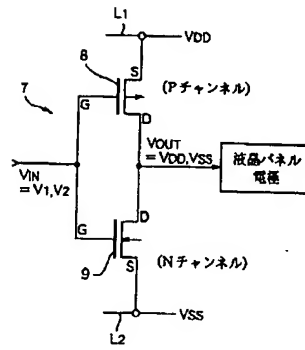 L1
VDD
8
S
(Pチャンネル)
7
G
D
VOUT
=VDD,VSS
液晶パネル
電極
VIN
=V1,V2
D
G
(Nチャンネル)
9
S
VSS
L2